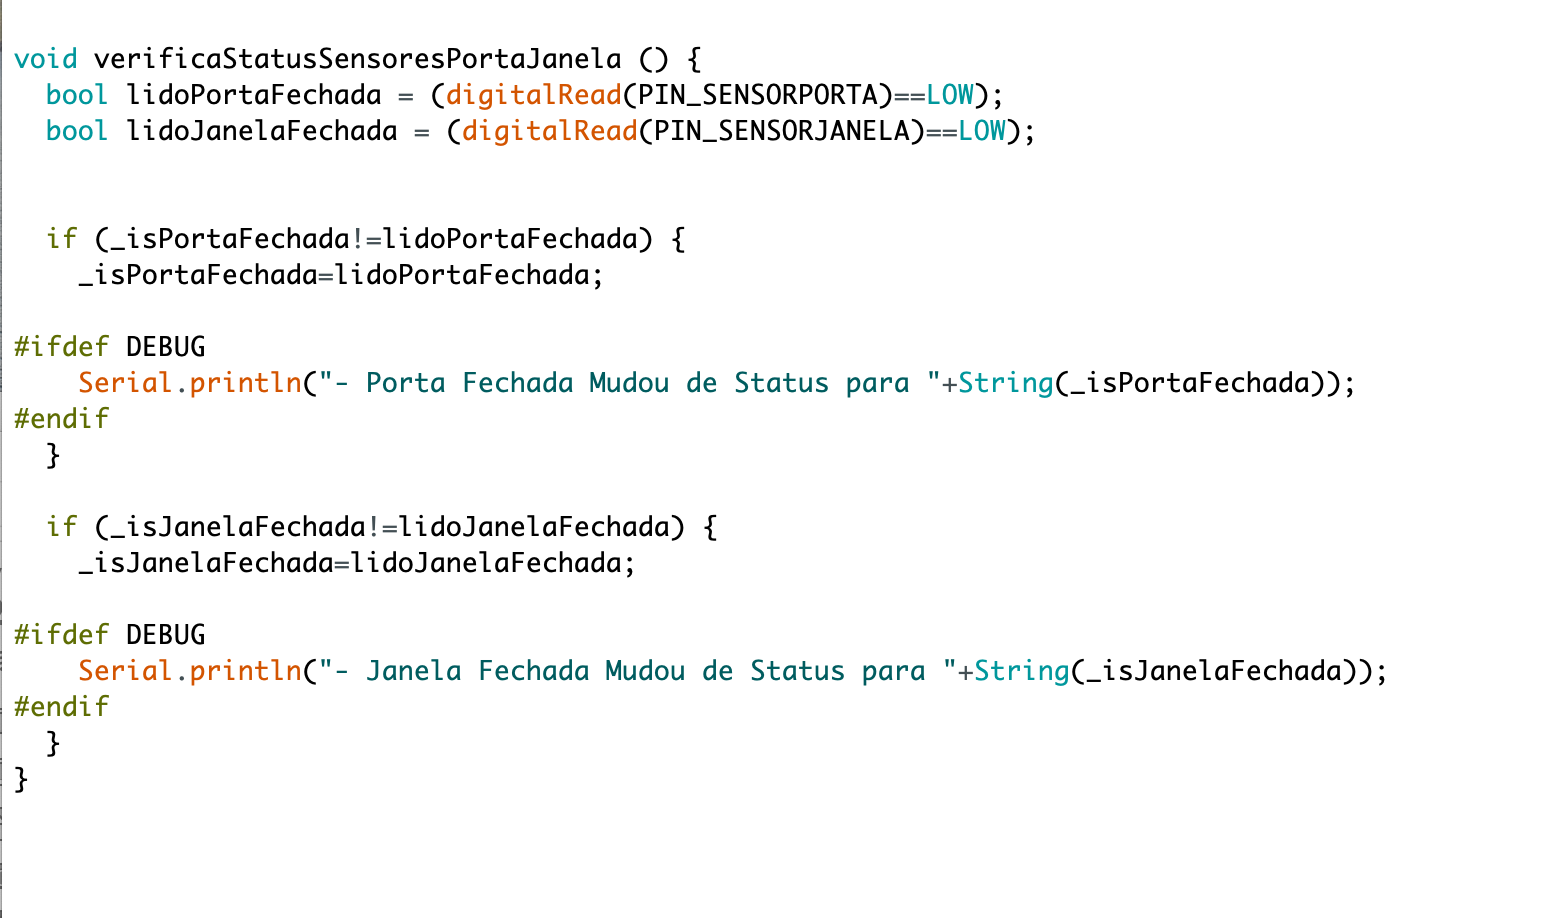 void verificaStatusSensoresPortaJanela () {
  bool lidoPortaFechada = (digitalRead(PIN_SENSORPORTA)==LOW);
  bool lidoJanelaFechada = (digitalRead(PIN_SENSORJANELA)==LOW);
  if (_isPortaFechada!=lidoPortaFechada) {
    _isPortaFechada=lidoPortaFechada;
#ifdef DEBUG
    Serial.println("- Porta Fechada Mudou de Status para "+String(_isPortaFechada));
#endif
  }
  if (_isJanelaFechada!=lidoJanelaFechada) {
    _isJanelaFechada=lidoJanelaFechada;
#ifdef DEBUG
    Serial.println("- Janela Fechada Mudou de Status para "+String(_isJanelaFechada));
#endif
  }
}